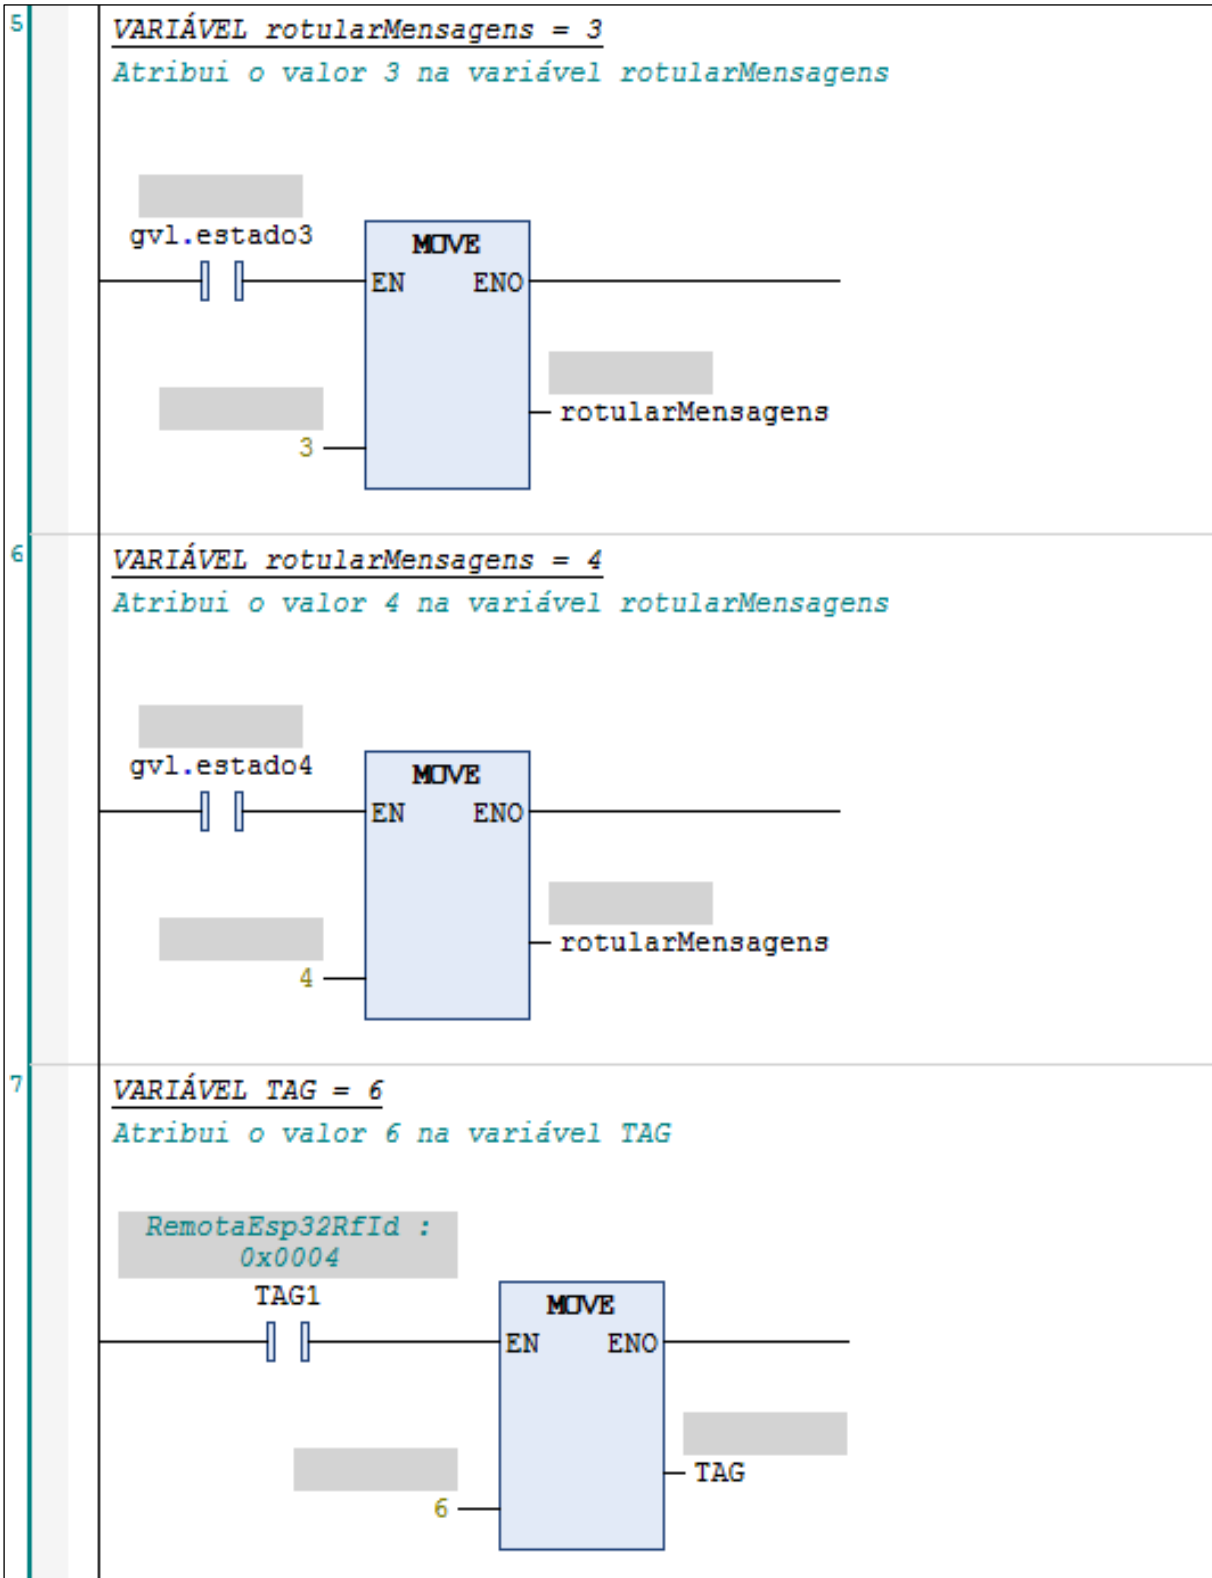 5
VARIÁVEL rotularMensagens = 3
Atribui o valor 3 na variável rotularMensagens
gvl.estado3
MOVE
EN ENO
rotularMensagens
3
6
VARIÁVEL rotularMensagens = 4
Atribui o valor 4 na variável rotularMensagens
gvl.estado4
MOVE
EN ENO
rotularMensagens
4
7
VARIÁVEL TAG = 6
Atribui o valor 6 na variável TAG
RemotaEsp32RfId :
0x0004
TAG1
MOVE
EN ENO
TAG
6